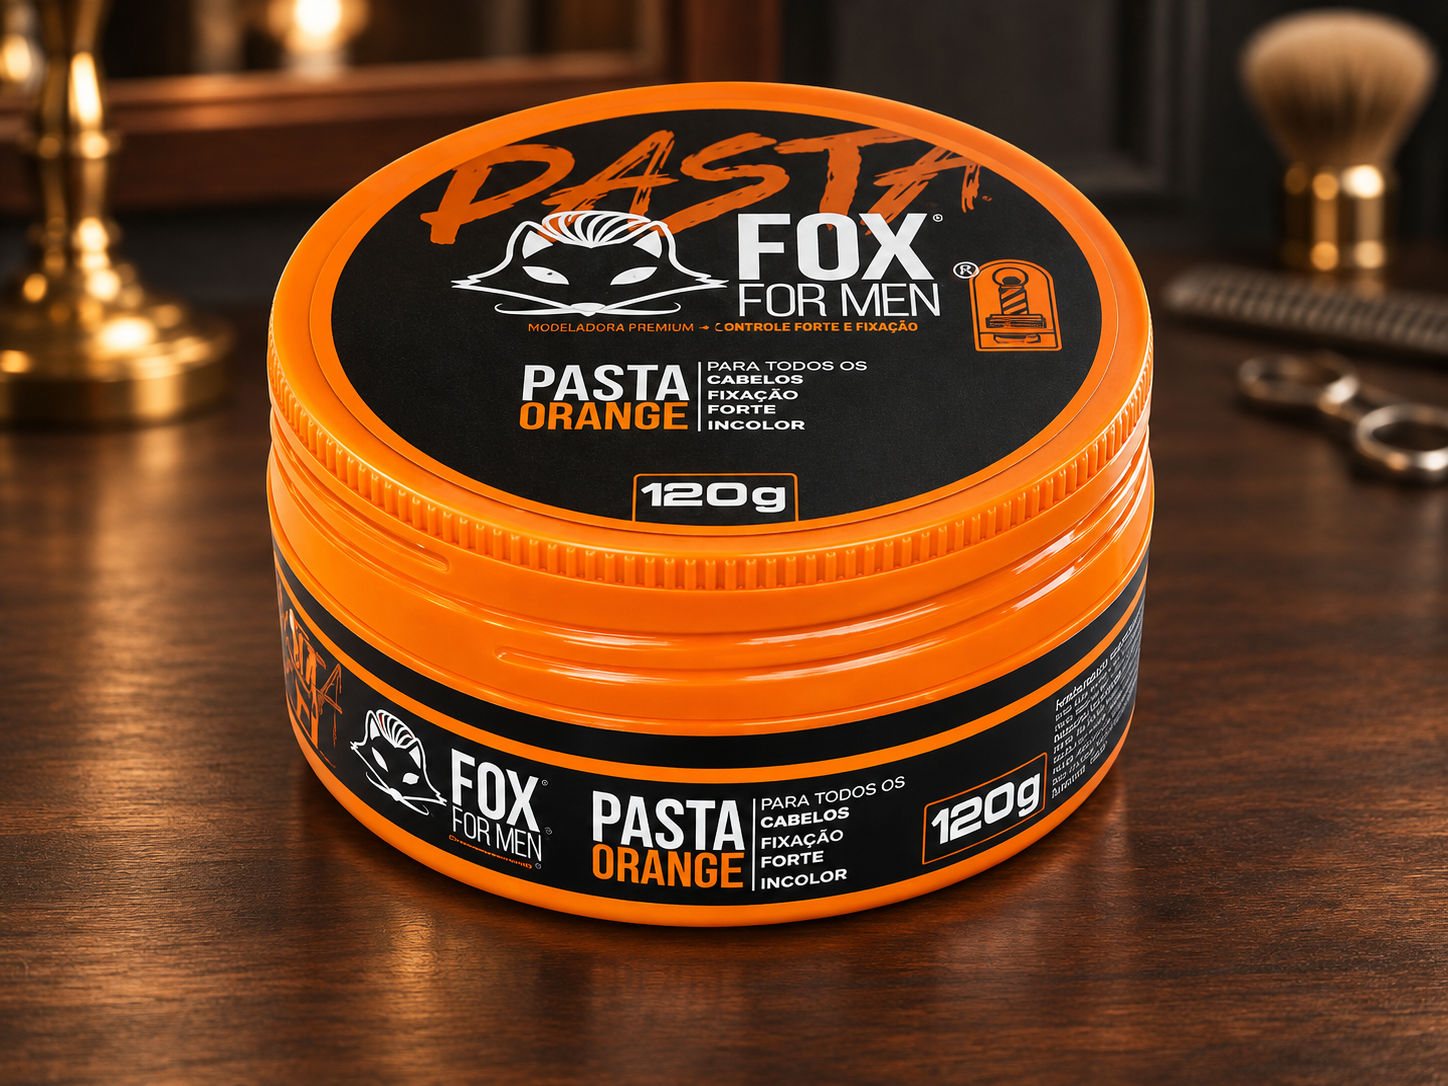 PASTA
FOX
FOR MEN
®
MODELADORA PREMIUM CONTROLE FORTE E FIXAÇÃO
PASTA
ORANGE
PARA TODOS OS
CABELOS
FIXAÇÃO
FORTE
INCOLOR
120g
FOX
FOR MEN
PASTA
ORANGE
PARA TODOS OS
CABELOS
FIXAÇÃO
FORTE
INCOLOR
120g